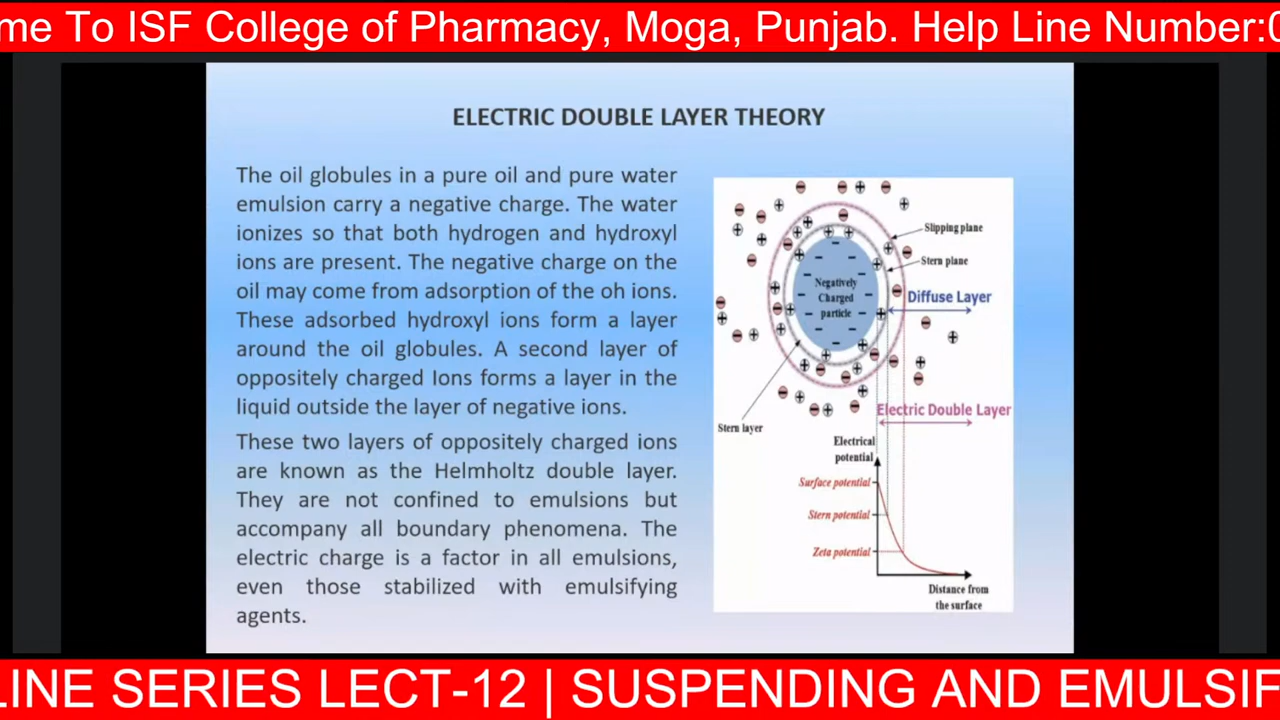 me To ISF College of Pharmacy, Moga, Punjab. Help Line Number:
ELECTRIC DOUBLE LAYER THEORY
The oil globules in a pure oil and pure water
emulsion carry a negative charge. The water
ionizes so that both hydrogen and hydroxyl
ions are present. The negative charge on the
oil may come from adsorption of the oh ions.
These adsorbed hydroxyl ions form a layer
around the oil globules. A second layer of
oppositely charged Ions forms a layer in the
liquid outside the layer of negative ions.
These two layers of oppositely charged ions
are known as the Helmholtz double layer.
They are not confined to emulsions but
accompany all boundary phenomena. The
electric charge is a factor in all emulsions,
even those stabilized with emulsifying
agents.
Slipping plane
Stern plane
Negatively
Charged
particle
Diffuse Layer
Electric Double Layer
Stern layer
Electrical
potential
Surface potential
Stern potential
Zeta potential
Distance from
the surface
LINE SERIES LECT-12 | SUSPENDING AND EMULSIF